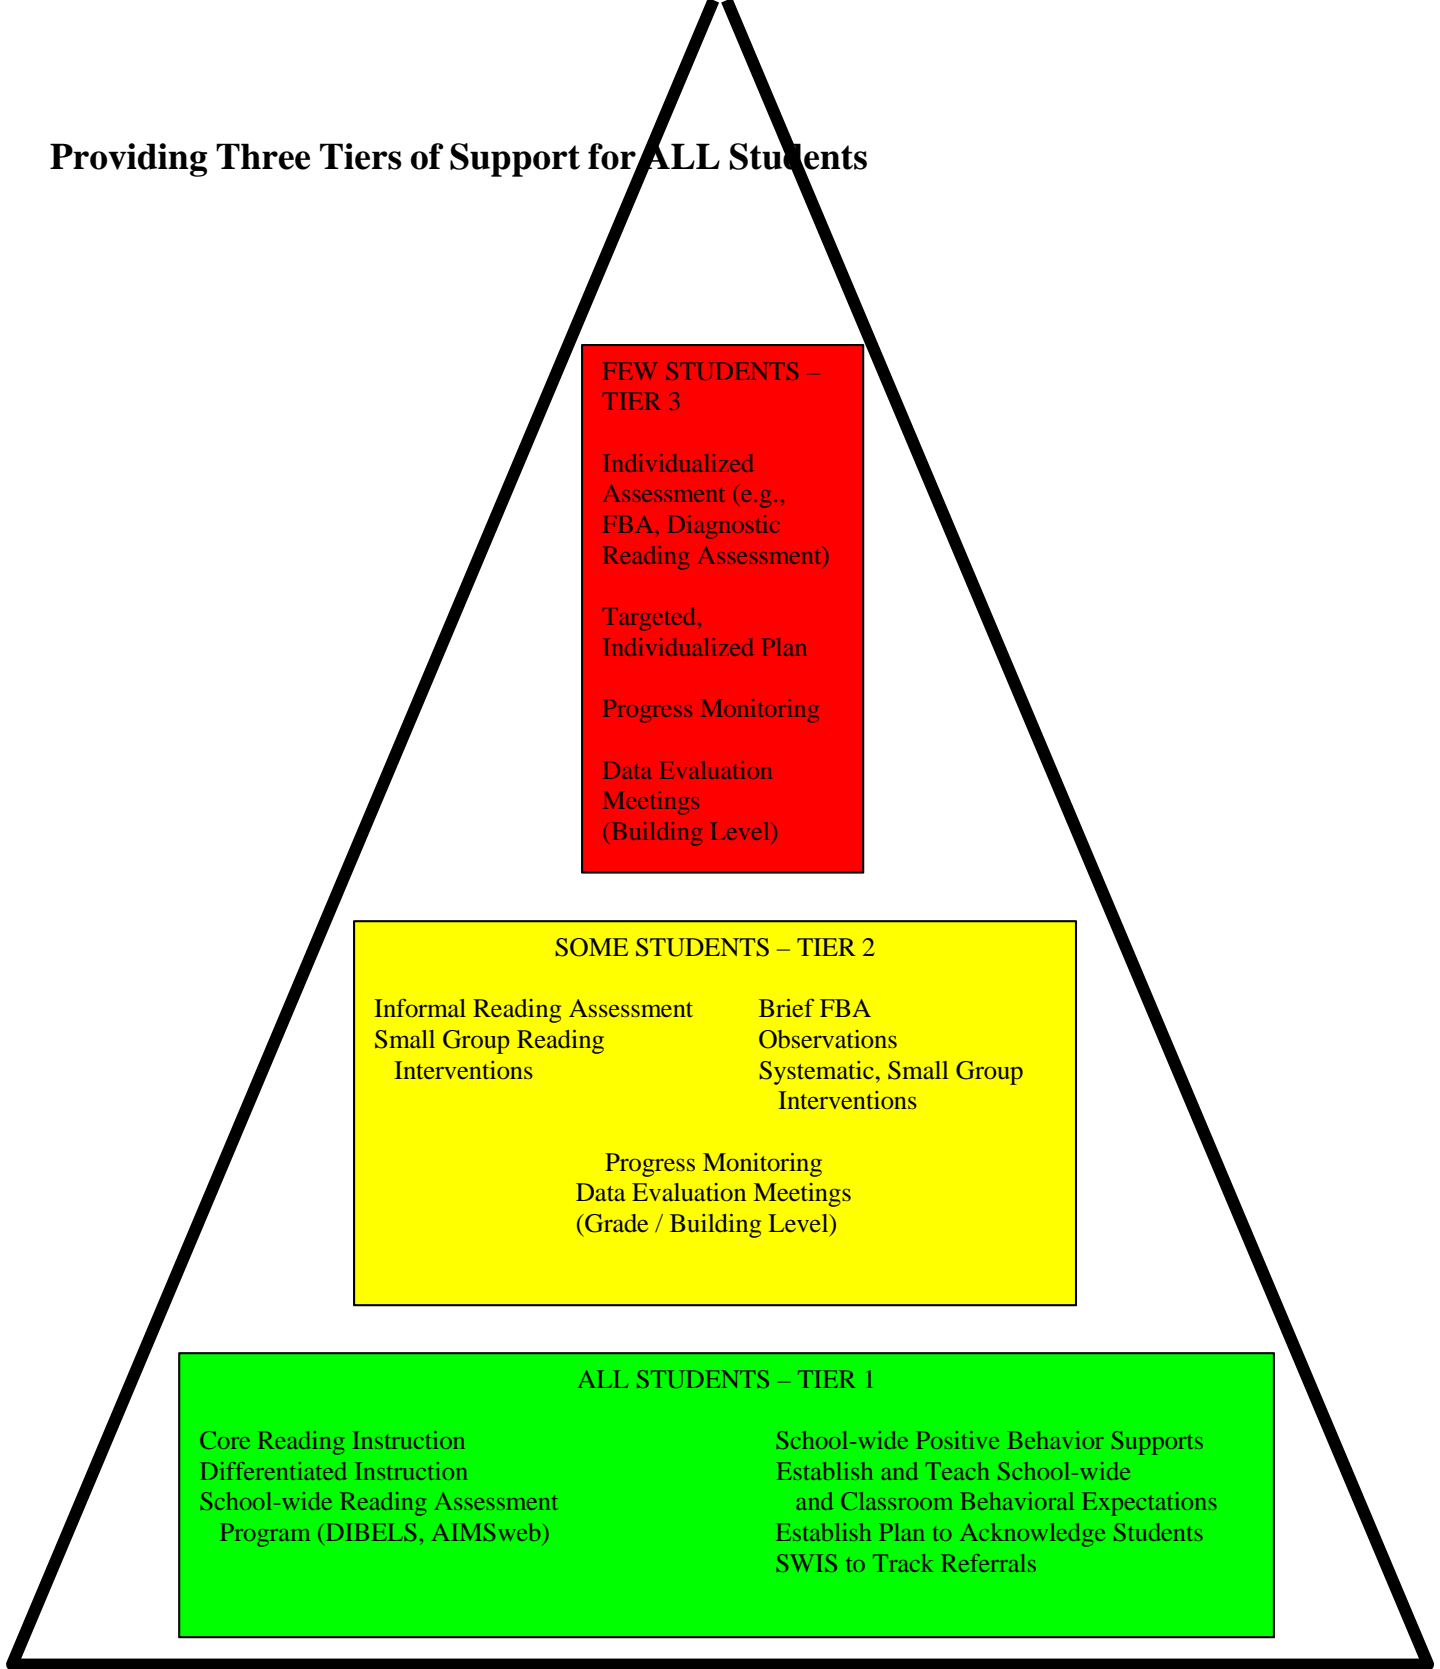 Providing Three Tiers of Support for ALL Students
FEW STUDENTS –
TIER 3
Individualized
Assessment (e.g.,
FBA, Diagnostic
Reading Assessment)
Targeted,
Individualized Plan
Progress Monitoring
Data Evaluation
Meetings
(Building Level)
SOME STUDENTS – TIER 2
Informal Reading Assessment
Small Group Reading
Interventions
Brief FBA
Observations
Systematic, Small Group
Interventions
Progress Monitoring
Data Evaluation Meetings
(Grade / Building Level)
ALL STUDENTS – TIER 1
Core Reading Instruction
Differentiated Instruction
School-wide Reading Assessment
Program (DIBELS, AIMSweb)
School-wide Positive Behavior Supports
Establish and Teach School-wide
and Classroom Behavioral Expectations
Establish Plan to Acknowledge Students
SWIS to Track Referrals